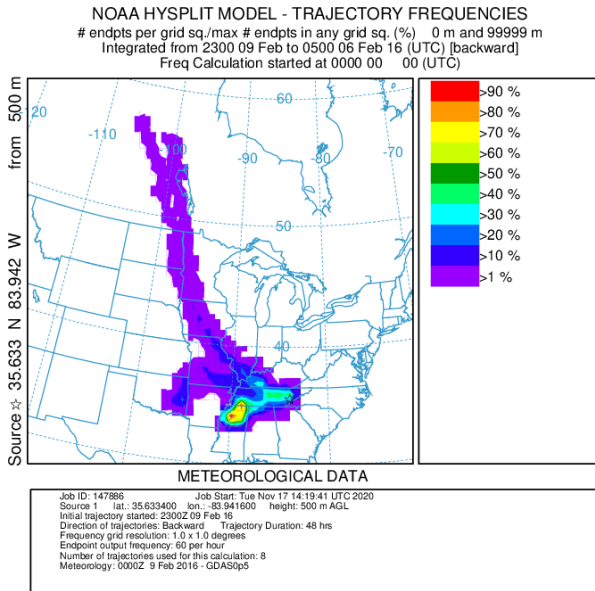 NOAA HYSPLIT MODEL - TRAJECTORY FREQUENCIES
# endpts per grid sq./max # endpts in any grid sq. (%) 0 m and 99999 m
Integrated from 2300 09 Feb to 0500 06 Feb 16 (UTC) [backward]
Freq Calculation started at 0000 00 00 (UTC)
Source ☆ 35.633 N 83.942 W from 500 m
-120
-110
-100
-90
-80
-70
60
50
40
>90 %
>80 %
>70 %
>60 %
>50 %
>40 %
>30 %
>20 %
>10 %
>1 %
METEOROLOGICAL DATA
Job ID: 147886 Job Start: Tue Nov 17 14:19:41 UTC 2020
Source 1 lat.: 35.633400 lon.: -83.941600 height: 500 m AGL
Initial trajectory started: 2300Z 09 Feb 16
Direction of trajectories: Backward Trajectory Duration: 48 hrs
Frequency grid resolution: 1.0 x 1.0 degrees
Endpoint output frequency: 60 per hour
Number of trajectories used for this calculation: 8
Meteorology: 0000Z 9 Feb 2016 - GDAS0p5